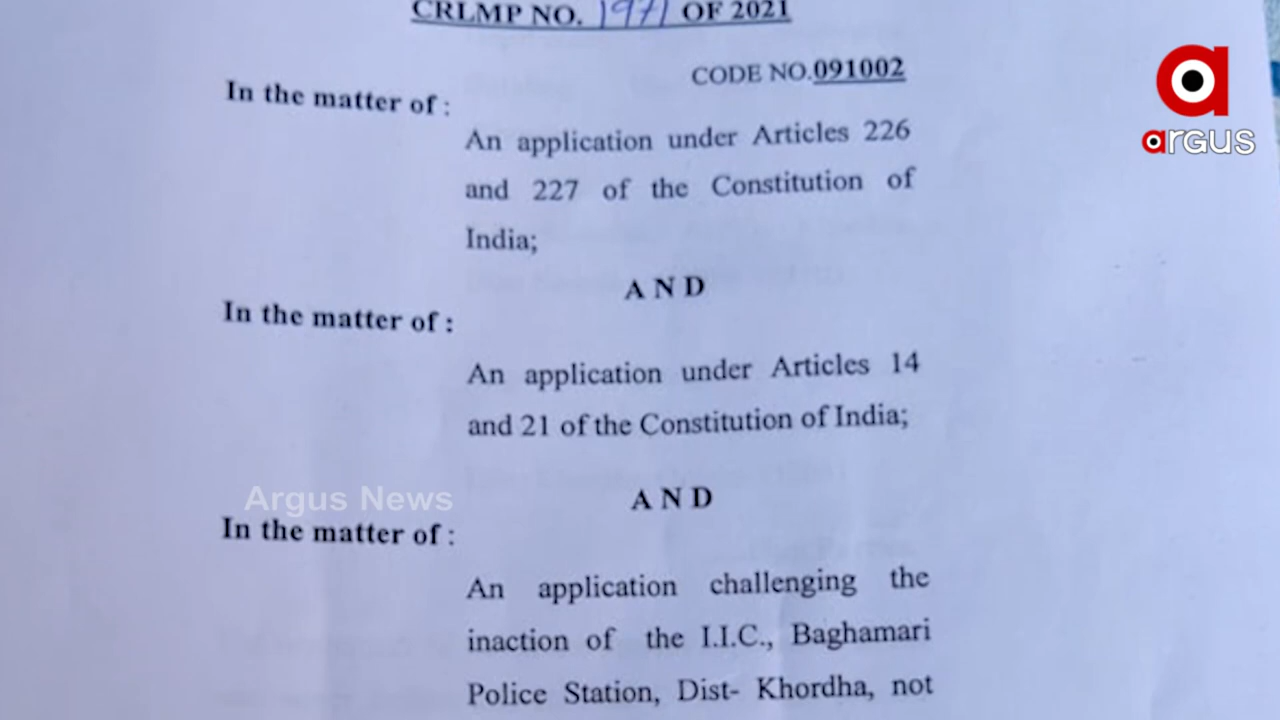 CRLMP NO. 1971 OF 2021
CODE NO.091002
In the matter of :
An application under Articles 226
and 227 of the Constitution of
India;
A N D
In the matter of :
An application under Articles 14
and 21 of the Constitution of India;
A N D
In the matter of :
An application challenging the
inaction of the I.I.C., Baghamari
Police Station, Dist- Khordha, not
a
argus
Argus News